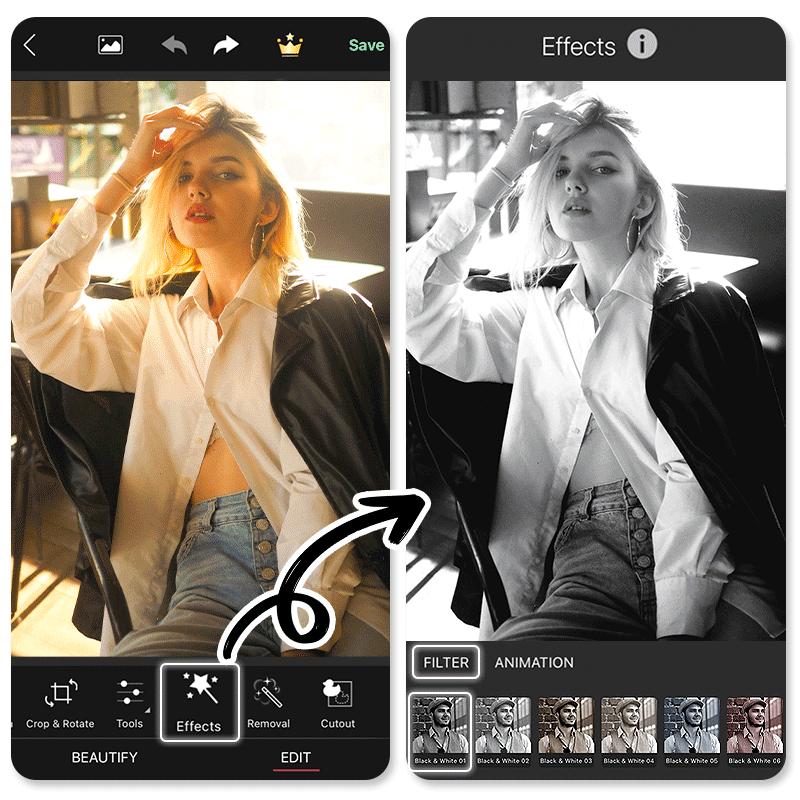 Save
Crop & Rotate
Tools
Effects
Removal
Cutout
BEAUTIFY
EDIT
Effects i
FILTER
ANIMATION
Black & White 01
Black & White 02
Black & White 03
Black & White 04
Black & White 05
Black & White 06